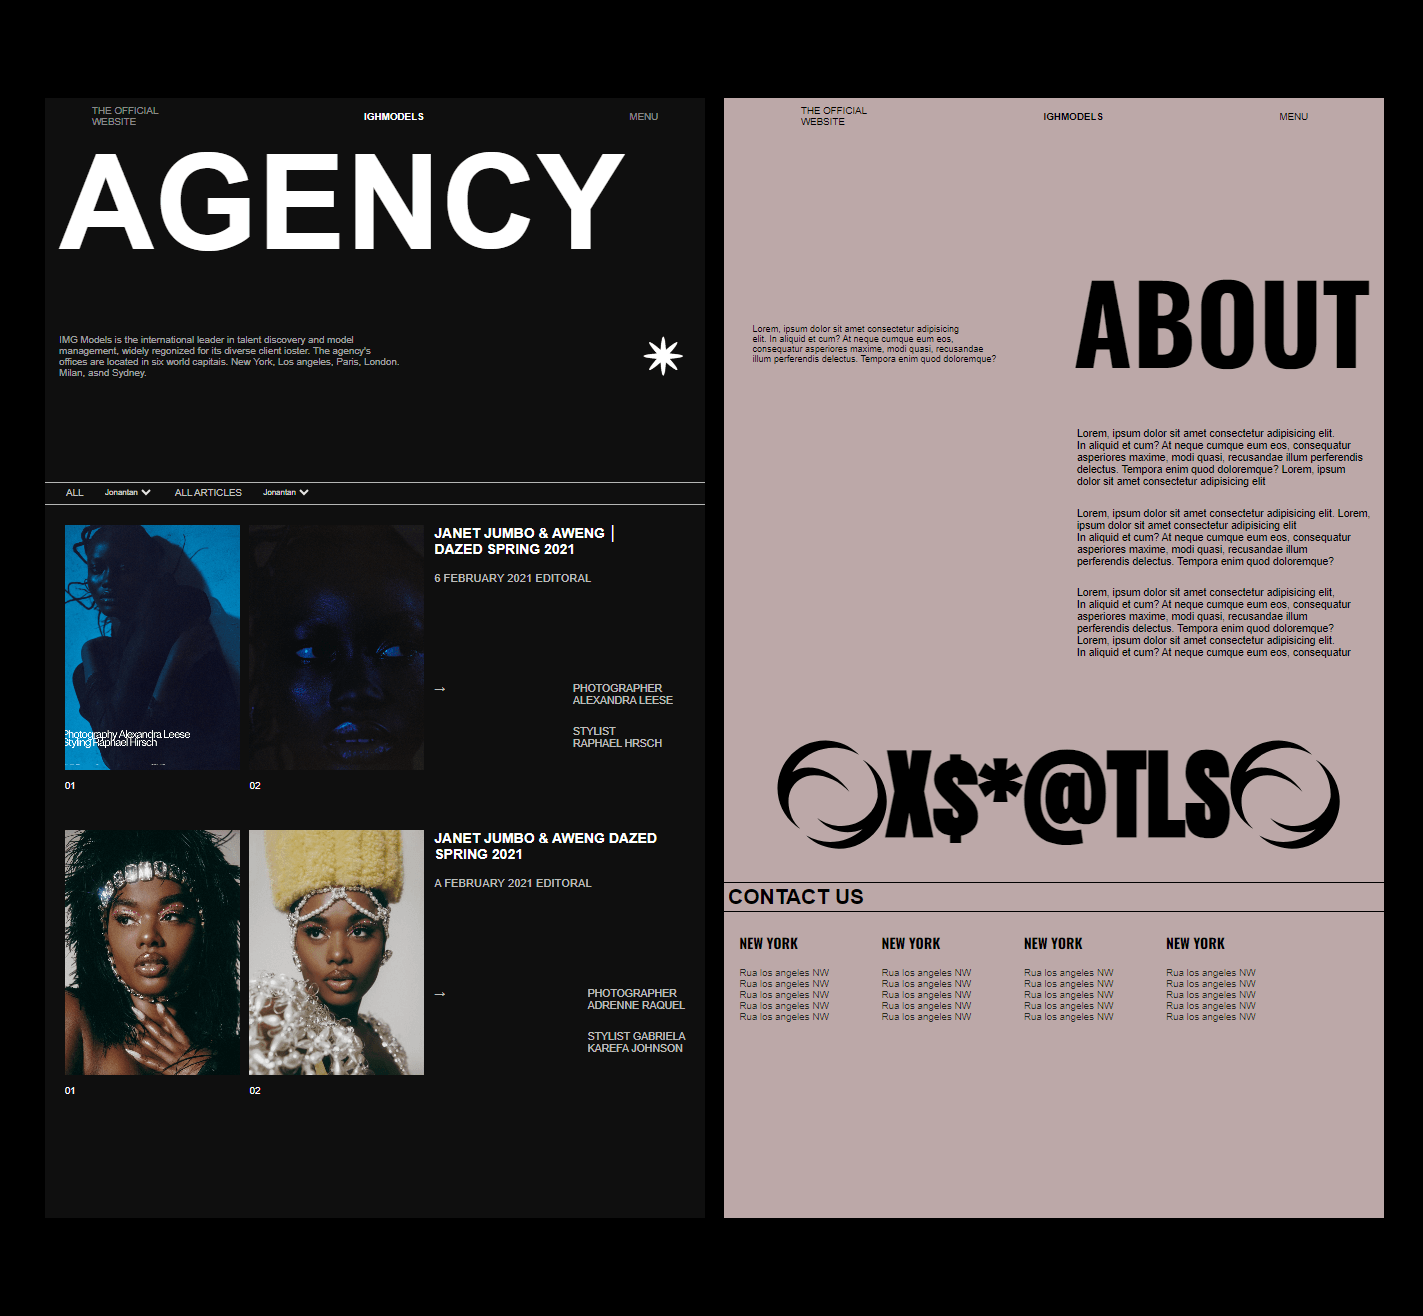 THE OFFICIAL
WEBSITE
IGHMODELS
MENU
AGENCY
IMG Models is the international leader in talent discovery and model
management, widely regonized for its diverse client ioster. The agency's
offices are located in six world capitais. New York, Los angeles, Paris, London.
Milan, asnd Sydney.
ALL
Jonantan
ALL ARTICLES
Jonantan
Photography Alexandra Leese
Styling Raphael Hirsch
01
02
JANET JUMBO & AWENG |
DAZED SPRING 2021
6 FEBRUARY 2021 EDITORAL
→
PHOTOGRAPHER
ALEXANDRA LEESE
STYLIST
RAPHAEL HRSCH
01
02
JANET JUMBO & AWENG DAZED
SPRING 2021
A FEBRUARY 2021 EDITORAL
→
PHOTOGRAPHER
ADRENNE RAQUEL
STYLIST GABRIELA
KAREFA JOHNSON
THE OFFICIAL
WEBSITE
IGHMODELS
MENU
ABOUT
Lorem, ipsum dolor sit amet consectetur adipisicing
elit. In aliquid et cum? At neque cumque eum eos,
consequatur asperiores maxime, modi quasi, recusandae
illum perferendis delectus. Tempora enim quod doloremque?
Lorem, ipsum dolor sit amet consectetur adipisicing elit.
In aliquid et cum? At neque cumque eum eos, consequatur
asperiores maxime, modi quasi, recusandae illum perferendis
delectus. Tempora enim quod doloremque? Lorem, ipsum
dolor sit amet consectetur adipisicing elit
Lorem, ipsum dolor sit amet consectetur adipisicing elit. Lorem,
ipsum dolor sit amet consectetur adipisicing elit
In aliquid et cum? At neque cumque eum eos, consequatur
asperiores maxime, modi quasi, recusandae illum
perferendis delectus. Tempora enim quod doloremque?
Lorem, ipsum dolor sit amet consectetur adipisicing elit,
In aliquid et cum? At neque cumque eum eos, consequatur
asperiores maxime, modi quasi, recusandae illum
perferendis delectus. Tempora enim quod doloremque?
Lorem, ipsum dolor sit amet consectetur adipisicing elit.
In aliquid et cum? At neque cumque eum eos, consequatur
X$*@TLS
CONTACT US
NEW YORK
Rua los angeles NW
Rua los angeles NW
Rua los angeles NW
Rua los angeles NW
Rua los angeles NW
NEW YORK
Rua los angeles NW
Rua los angeles NW
Rua los angeles NW
Rua los angeles NW
Rua los angeles NW
NEW YORK
Rua los angeles NW
Rua los angeles NW
Rua los angeles NW
Rua los angeles NW
Rua los angeles NW
NEW YORK
Rua los angeles NW
Rua los angeles NW
Rua los angeles NW
Rua los angeles NW
Rua los angeles NW